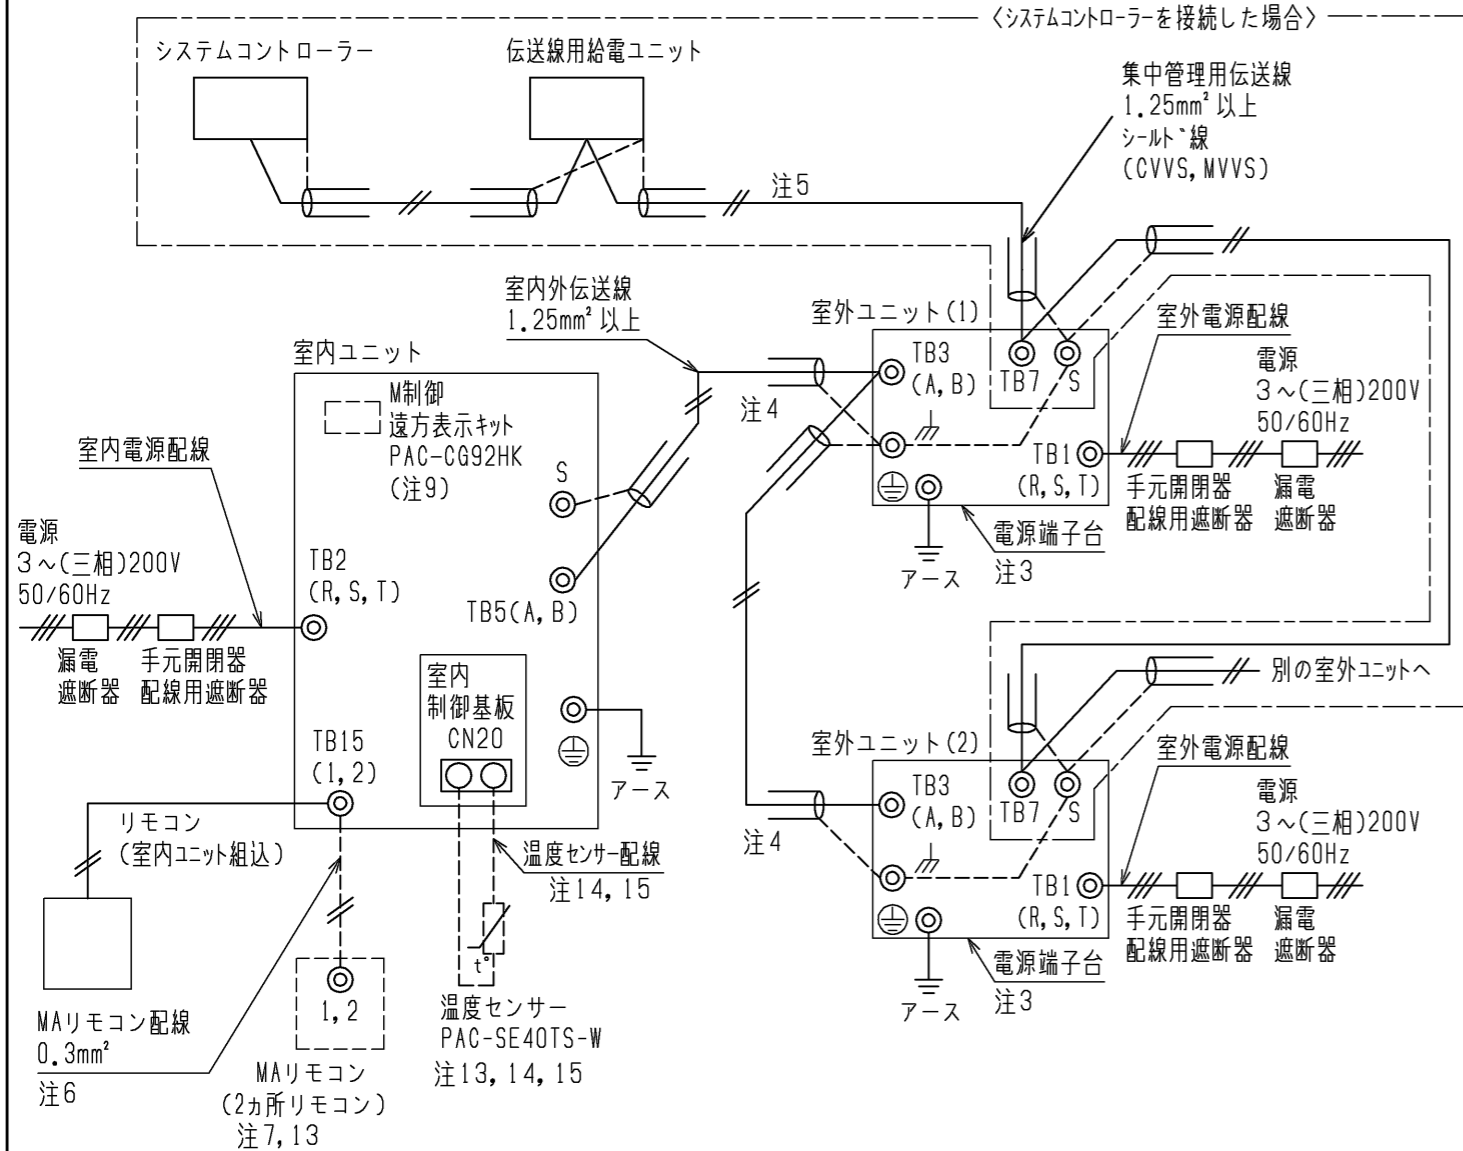 〈システムコントローラーを接続した場合〉
システムコントローラー
伝送線用給電ユニット
集中管理用伝送線
1.25mm²以上
シールド線
(CVVS,MVVS)
注5
室内外伝送線
1.25mm²以上
室外ユニット(1)
室外電源配線
電源
3～(三相)200V
50/60Hz
TB3
(A,B)
TB7
S
注4
TB1
(R,S,T)
手元開閉器
配線用遮断器
漏電
遮断器
電源端子台
注3
アース
室内ユニット
M制御
遠方表示キット
PAC-CG92HK
(注9)
S
室内電源配線
電源
3～(三相)200V
50/60Hz
TB2
(R,S,T)
TB5(A,B)
漏電
遮断器
手元開閉器
配線用遮断器
室内
制御基板
CN20
TB15
(1,2)
アース
別の室外ユニットへ
室外ユニット(2)
室外電源配線
電源
3～(三相)200V
50/60Hz
TB3
(A,B)
TB7
S
注4
TB1
(R,S,T)
手元開閉器
配線用遮断器
漏電
遮断器
電源端子台
注3
アース
リモコン
(室内ユニット組込)
温度センサー配線
注14,15
t°
1,2
MAリモコン配線
0.3mm²
注6
MAリモコン
(2カ所リモコン)
注7,13
温度センサー
PAC-SE40TS-W
注13,14,15